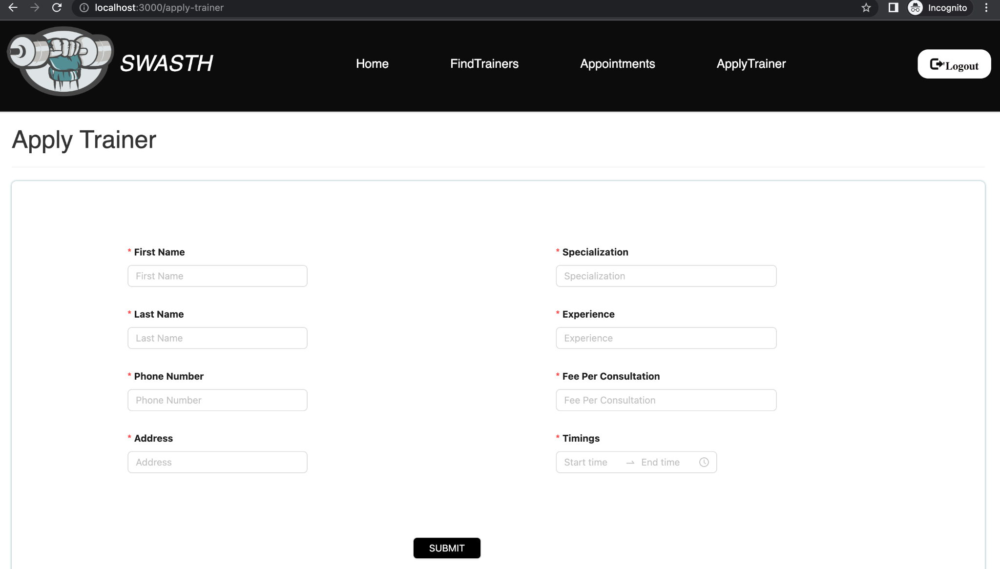 localhost:3000/apply-trainer
Incognito
SWASTH
Home
FindTrainers
Appointments
ApplyTrainer
'Logout
Apply Trainer
* First Name
First Name
* Last Name
Last Name
* Phone Number
Phone Number
* Address
Address
* Specialization
Specialization
* Experience
Experience
* Fee Per Consultation
Fee Per Consultation
* Timings
Start time → End time
SUBMIT